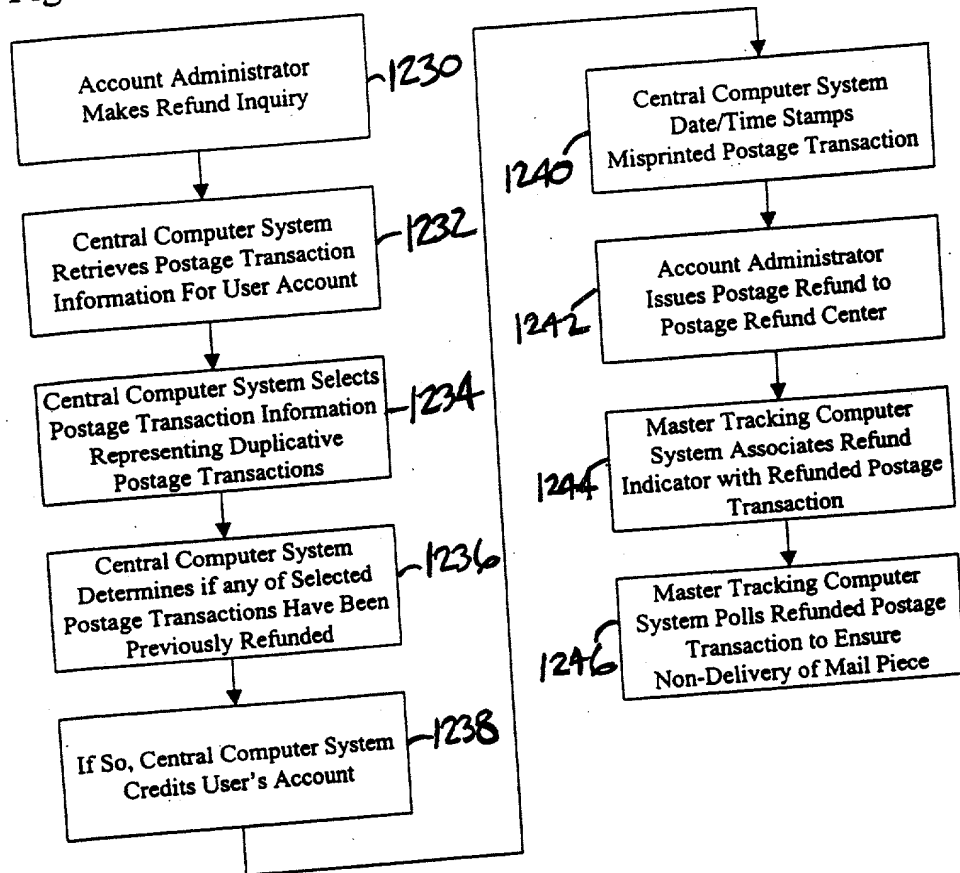 Account Administrator
Makes Refund Inquiry
1230
Central Computer System
Retrieves Postage Transaction
Information For User Account
1232
Central Computer System Selects
Postage Transaction Information
Representing Duplicative
Postage Transactions
1234
Central Computer System
Determines if any of Selected
Postage Transactions Have Been
Previously Refunded
1236
If So, Central Computer System
Credits User's Account
1238
Central Computer System
Date/Time Stamps
Misprinted Postage Transaction
1240
Account Administrator
Issues Postage Refund to
Postage Refund Center
1242
Master Tracking Computer
System Associates Refund
Indicator with Refunded Postage
Transaction
1244
Master Tracking Computer
System Polls Refunded Postage
Transaction to Ensure
Non-Delivery of Mail Piece
1246